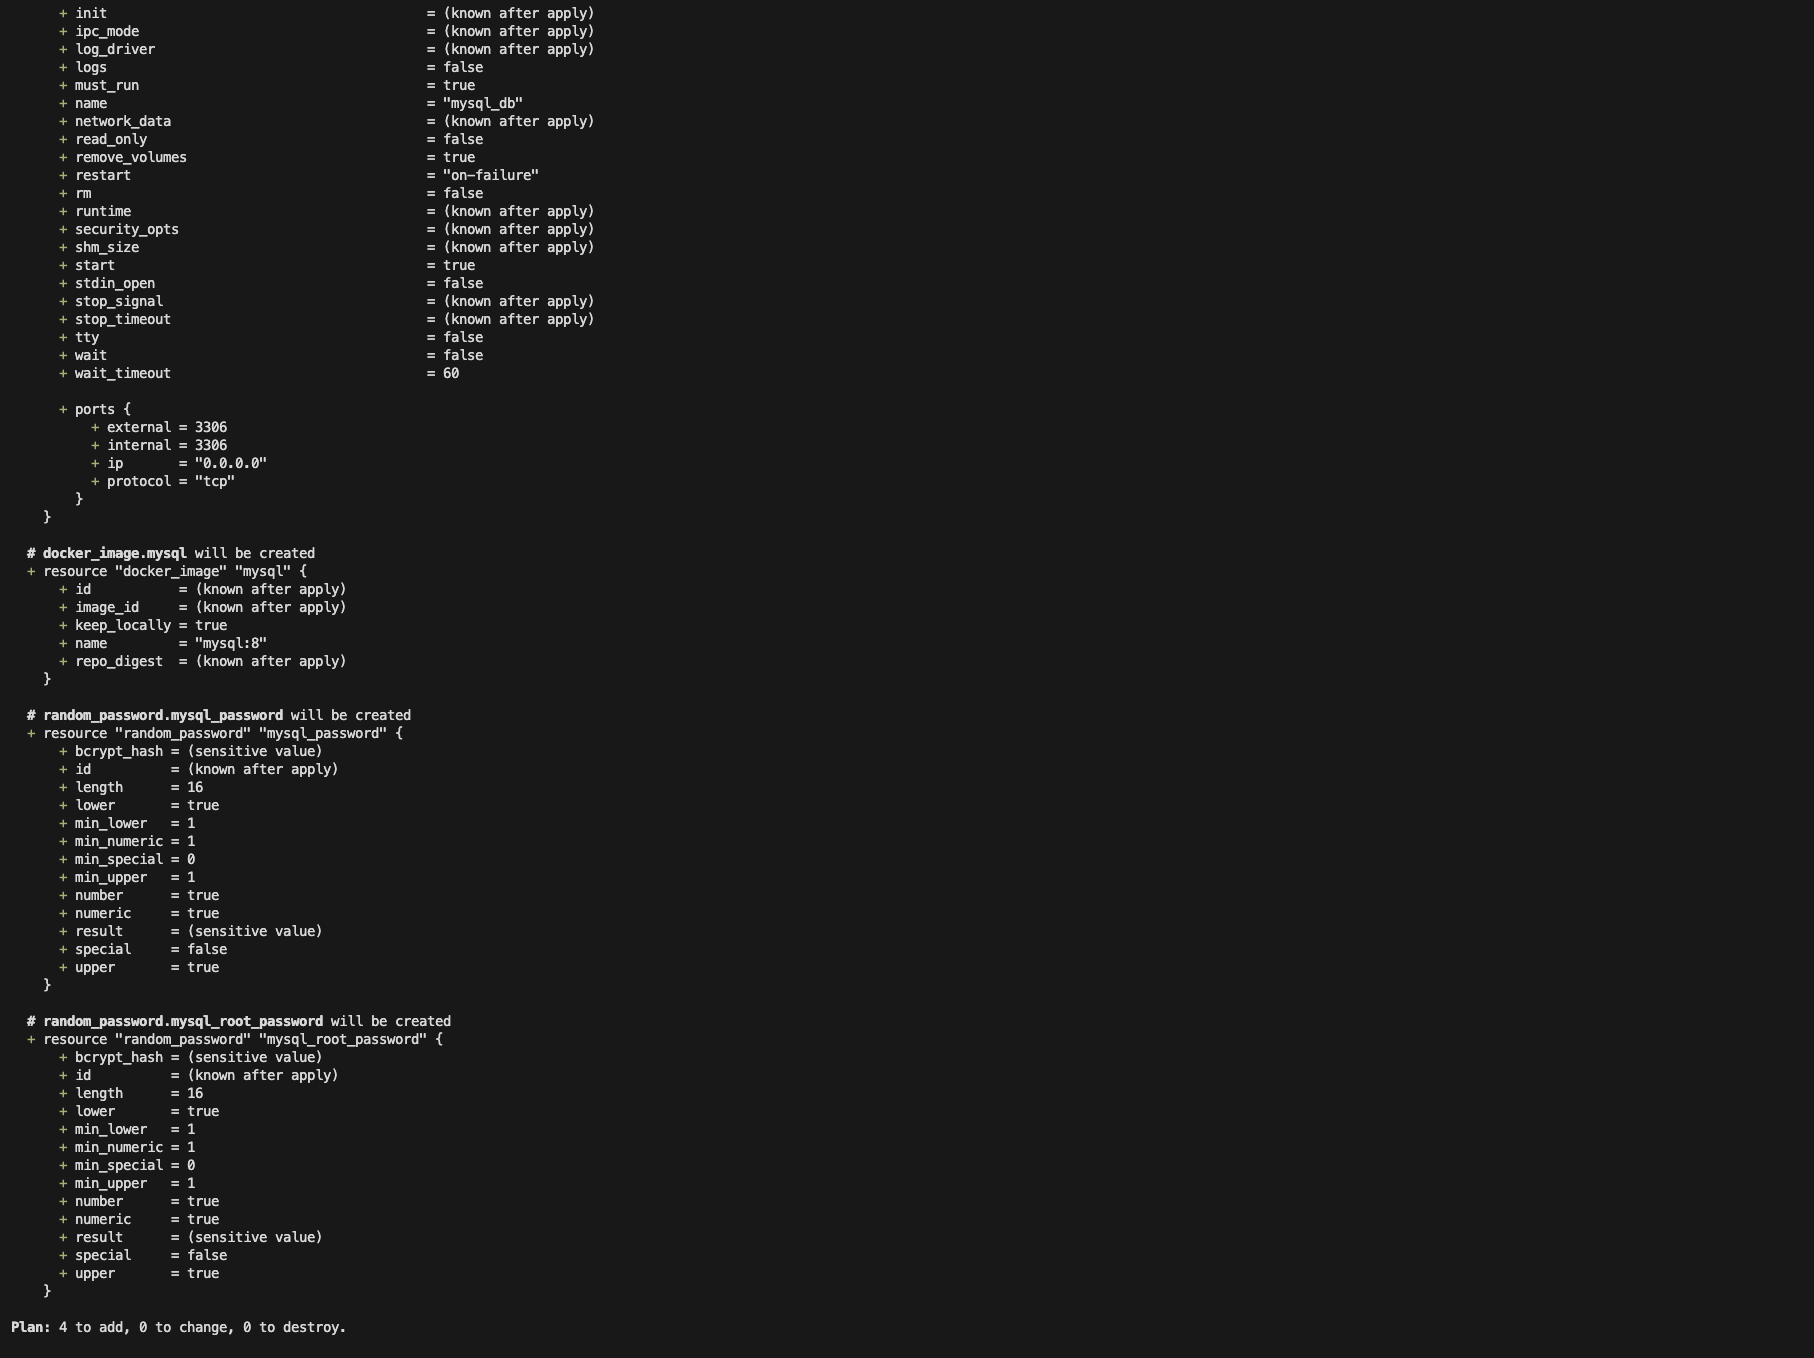 + init = (known after apply)
+ ipc_mode = (known after apply)
+ log_driver = (known after apply)
+ logs = false
+ must_run = true
+ name = "mysql_db"
+ network_data = (known after apply)
+ read_only = false
+ remove_volumes = true
+ restart = "on-failure"
+ rm = false
+ runtime = (known after apply)
+ security_opts = (known after apply)
+ shm_size = (known after apply)
+ start = true
+ stdin_open = false
+ stop_signal = (known after apply)
+ stop_timeout = (known after apply)
+ tty = false
+ wait = false
+ wait_timeout = 60
+ ports {
+ external = 3306
+ internal = 3306
+ ip = "0.0.0.0"
+ protocol = "tcp"
}
}
# docker_image.mysql will be created
+ resource "docker_image" "mysql" {
+ id = (known after apply)
+ image_id = (known after apply)
+ keep_locally = true
+ name = "mysql:8"
+ repo_digest = (known after apply)
}
# random_password.mysql_password will be created
+ resource "random_password" "mysql_password" {
+ bcrypt_hash = (sensitive value)
+ id = (known after apply)
+ length = 16
+ lower = true
+ min_lower = 1
+ min_numeric = 1
+ min_special = 0
+ min_upper = 1
+ number = true
+ numeric = true
+ result = (sensitive value)
+ special = false
+ upper = true
}
# random_password.mysql_root_password will be created
+ resource "random_password" "mysql_root_password" {
+ bcrypt_hash = (sensitive value)
+ id = (known after apply)
+ length = 16
+ lower = true
+ min_lower = 1
+ min_numeric = 1
+ min_special = 0
+ min_upper = 1
+ number = true
+ numeric = true
+ result = (sensitive value)
+ special = false
+ upper = true
}
Plan: 4 to add, 0 to change, 0 to destroy.